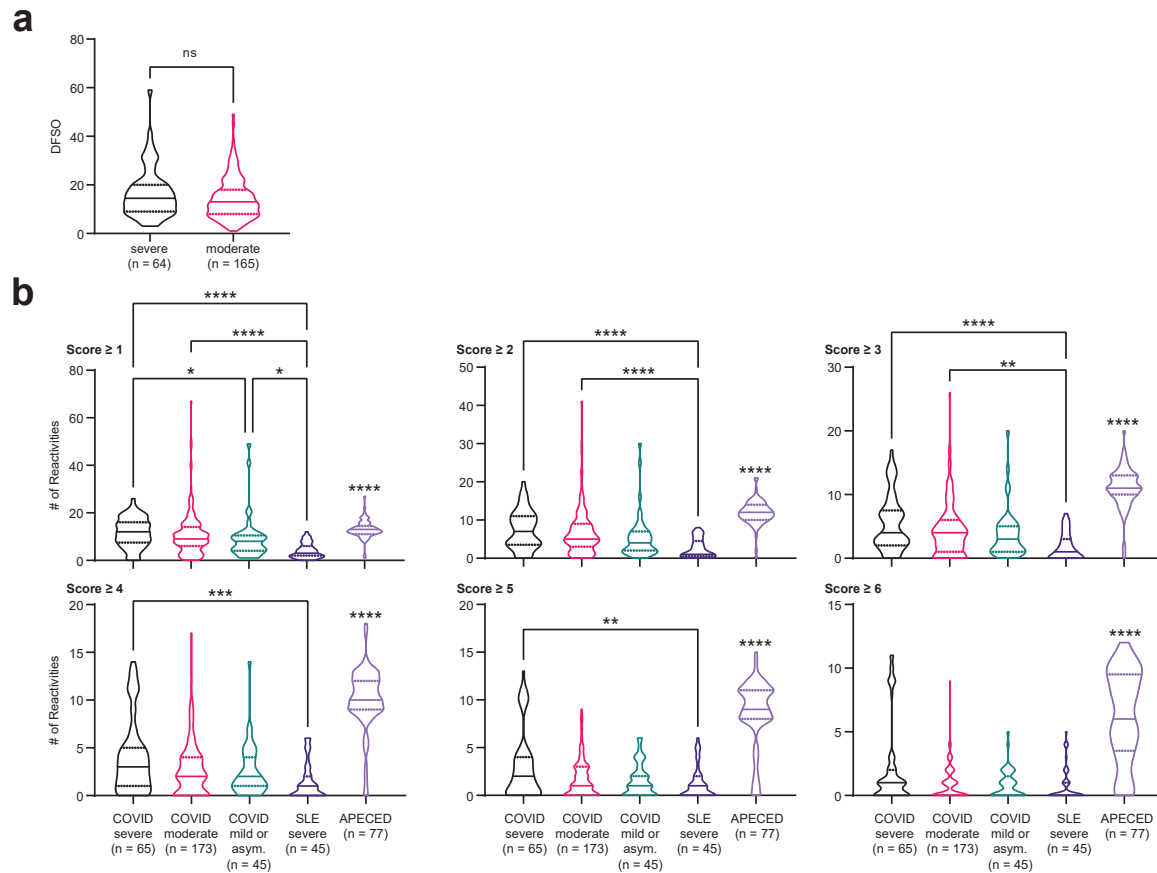 a
80
60
40
20
0
DFSO
ns
severe
(n = 64)
moderate
(n = 165)
b
****
****
Score ≥ 1
*
*
80
60
40
20
0
# of Reactivities
****
****
****
Score ≥ 2
50
40
30
20
10
0
****
****
**
Score ≥ 3
30
20
10
0
****
Score ≥ 4
***
20
15
10
5
0
# of Reactivities
****
Score ≥ 5
**
20
15
10
5
0
****
Score ≥ 6
15
10
5
0
****
COVID
severe
(n = 65)
COVID
moderate
(n = 173)
COVID
mild or
asym.
(n = 45)
SLE
severe
(n = 45)
APECED
(n = 77)
COVID
severe
(n = 65)
COVID
moderate
(n = 173)
COVID
mild or
asym.
(n = 45)
SLE
severe
(n = 45)
APECED
(n = 77)
COVID
severe
(n = 65)
COVID
moderate
(n = 173)
COVID
mild or
asym.
(n = 45)
SLE
severe
(n = 45)
APECED
(n = 77)